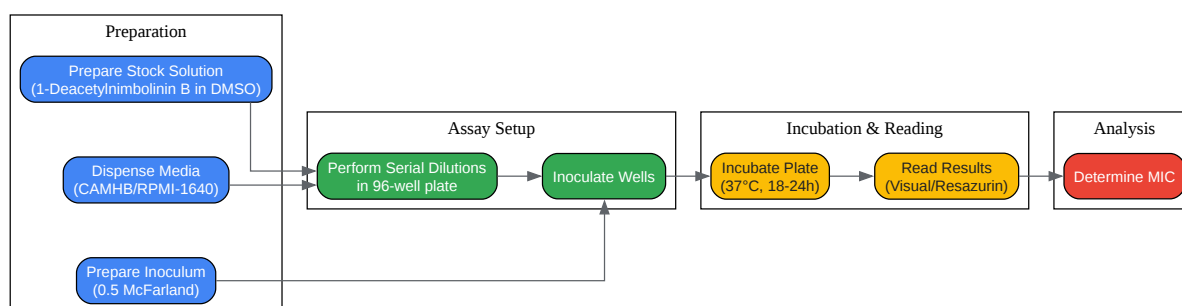 Preparation
Prepare Stock Solution
(1-Deacetylnimbolinin B in DMSO)
Dispense Media
(CAMHB/RPMI-1640)
Prepare Inoculum
(0.5 McFarland)
Assay Setup
Perform Serial Dilutions
in 96-well plate
Inoculate Wells
Incubation & Reading
Incubate Plate
(37°C, 18-24h)
Read Results
(Visual/Resazurin)
Analysis
Determine MIC